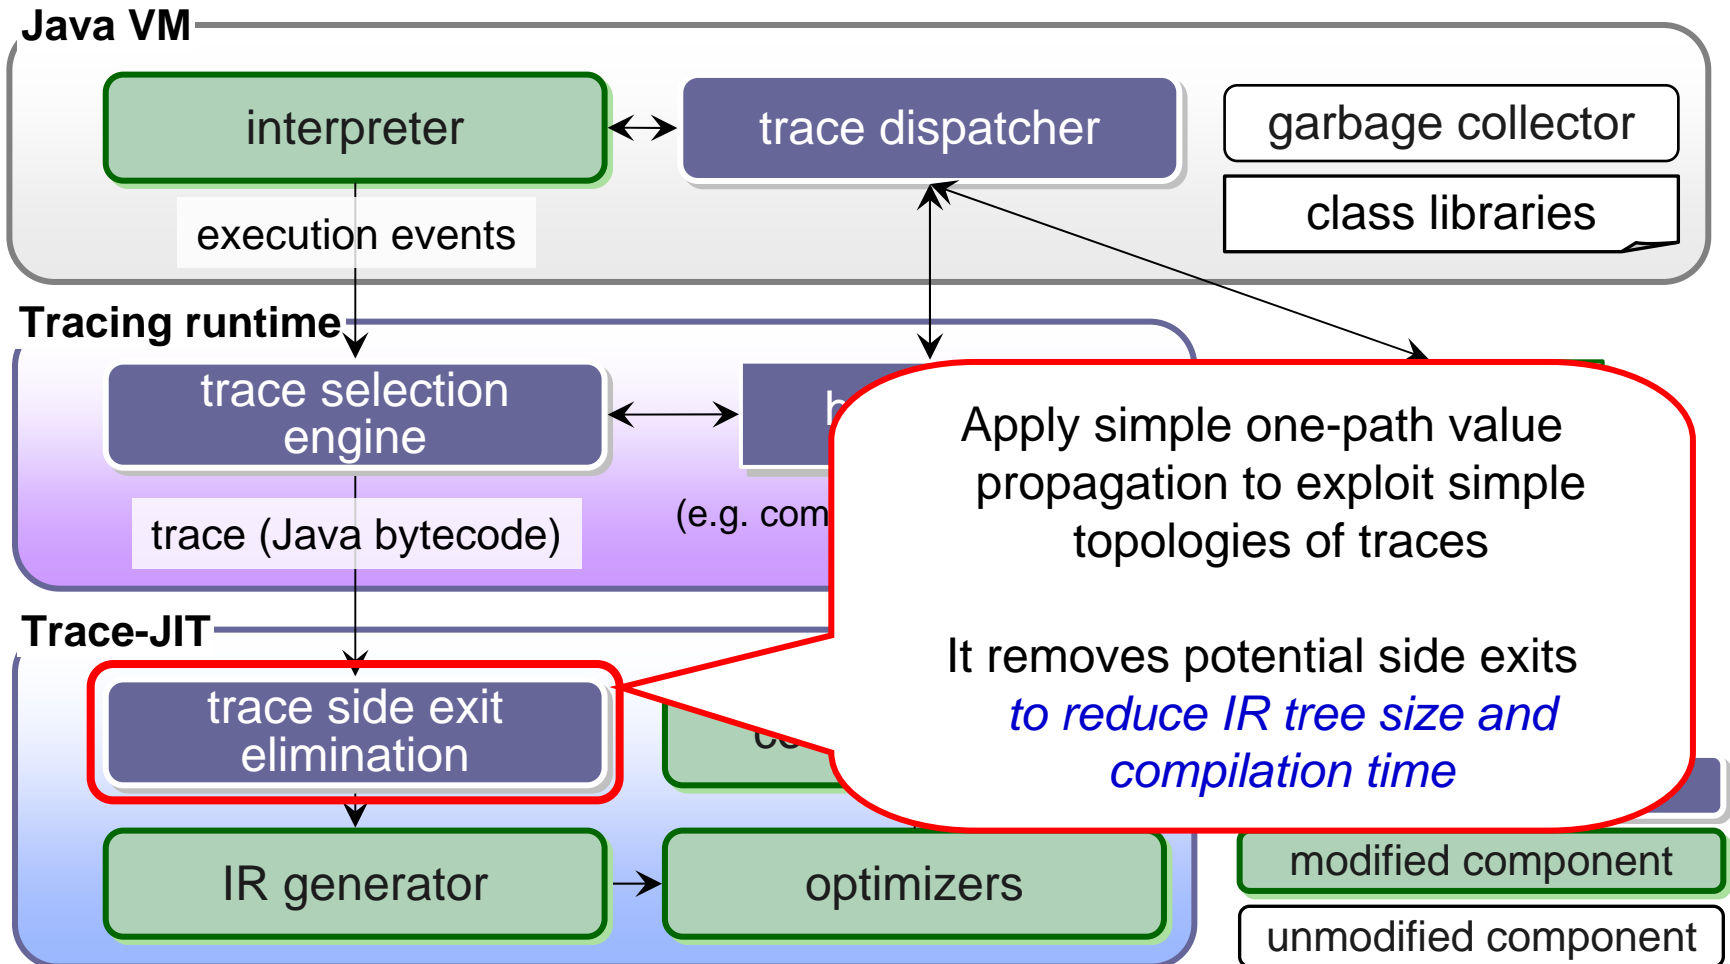 Java VM
interpreter
trace dispatcher
garbage collector
class libraries
execution events
Tracing runtime
trace selection
engine
trace (Java bytecode)
(e.g. com
Apply simple one-path value
propagation to exploit simple
topologies of traces
It removes potential side exits
to reduce IR tree size and
compilation time
Trace-JIT
trace side exit
elimination
IR generator
optimizers
modified component
unmodified component